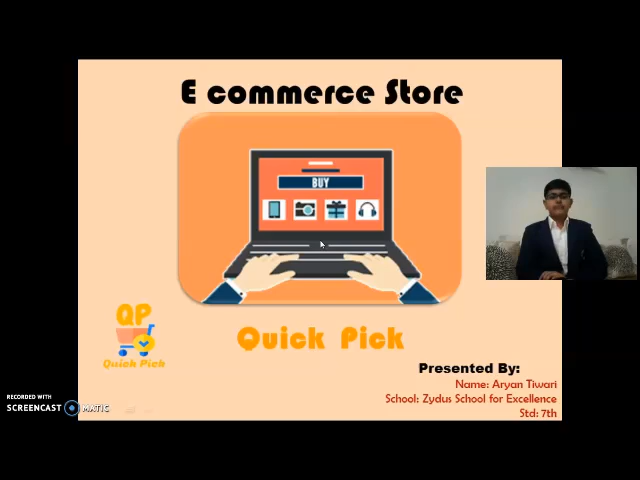 E commerce Store
BUY
QP
Quick Pick
Quick Pick
Presented By:
Name: Aryan Tiwari
School: Zydus School for Excellence
Std: 7th
RECORDED WITH
SCREENCAST MATIC